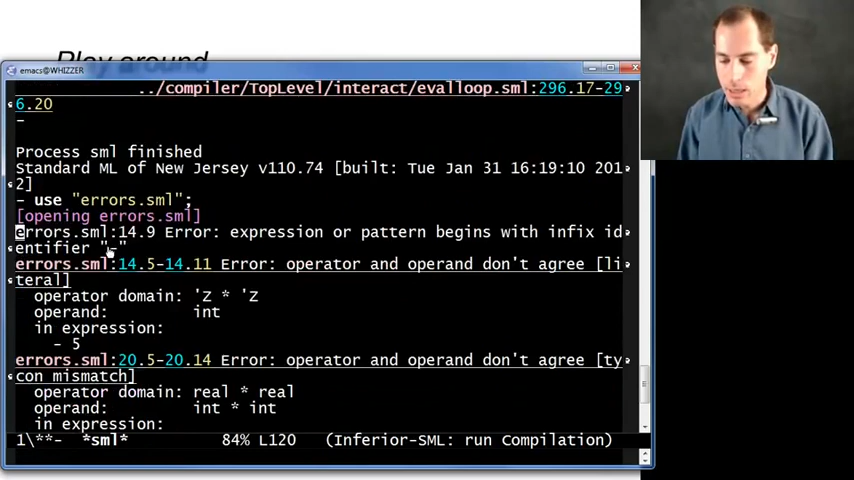 Play around
emacs@WHIZZER
../compiler/TopLevel/interact/evalloop.sml:296.17-29
6.20
-
Process sml finished
Standard ML of New Jersey v110.74 [built: Tue Jan 31 16:19:10 201
2]
- use "errors.sml";
[opening errors.sml]
errors.sml:14.9 Error: expression or pattern begins with infix id
entifier "-"
errors.sml:14.5-14.11 Error: operator and operand don't agree [li
teral]
operator domain: 'Z * 'Z
operand: int
in expression:
- 5
errors.sml:20.5-20.14 Error: operator and operand don't agree [ty
con mismatch]
operator domain: real * real
operand: int * int
in expression:
1\**- *sml* 84% L120 (Inferior-SML: run Compilation)